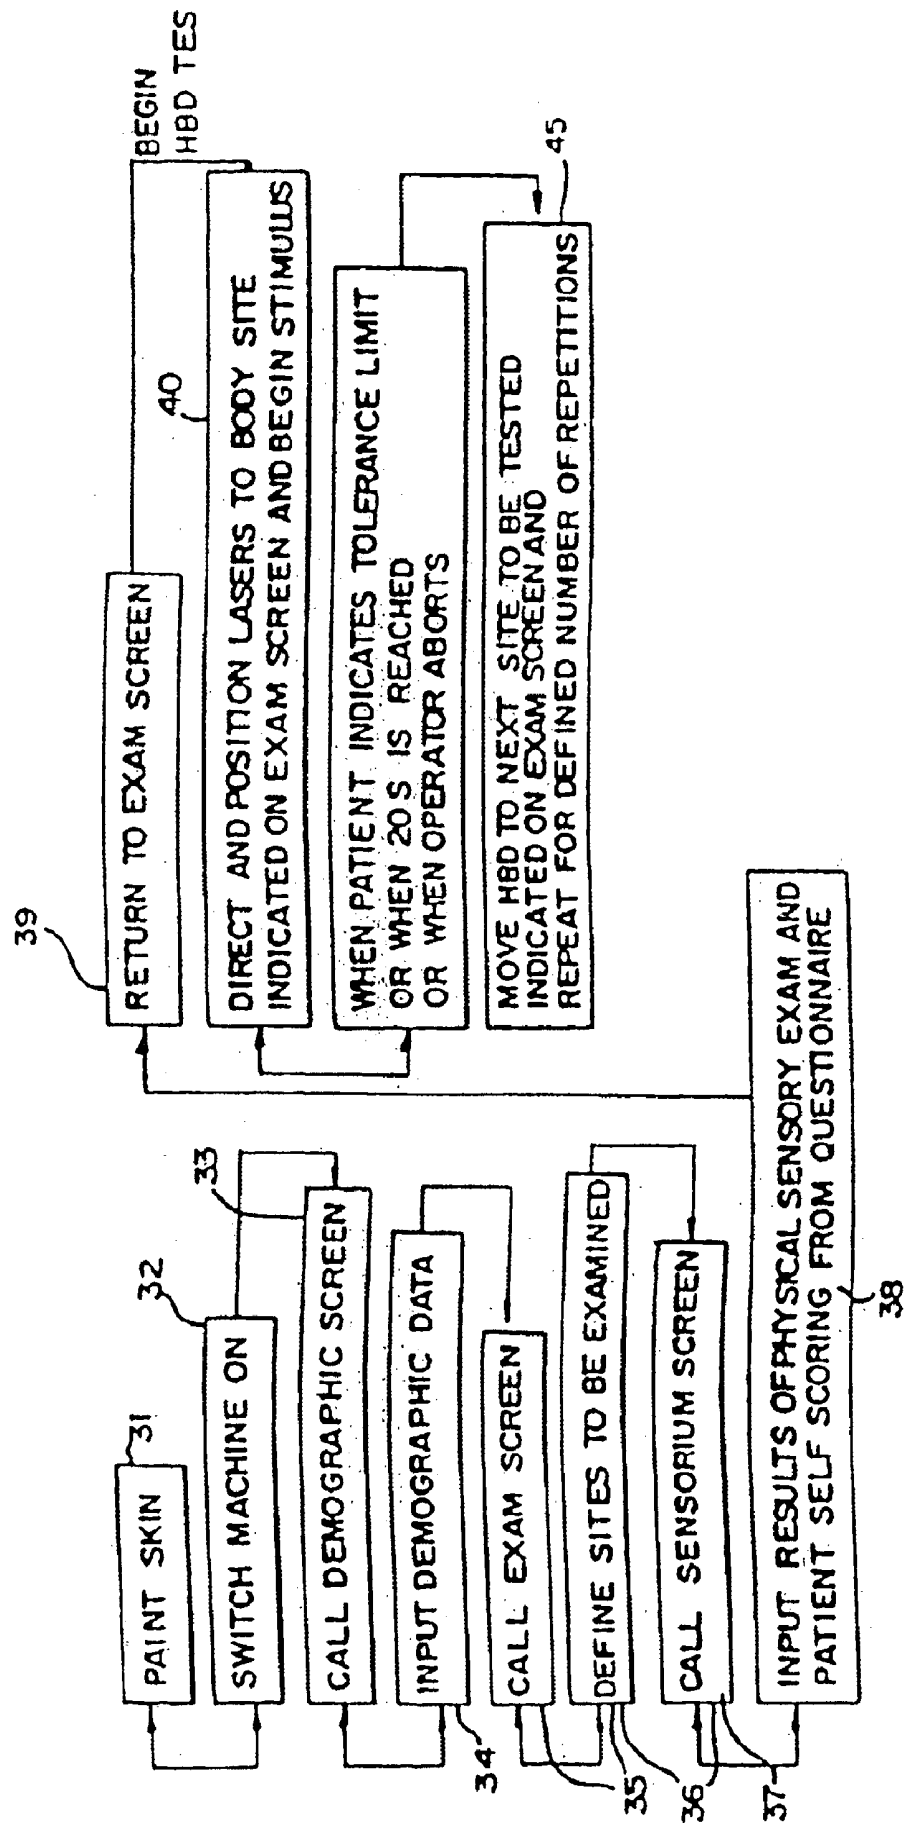 31
PAINT SKIN
32
SWITCH MACHINE ON
33
CALL DEMOGRAPHIC SCREEN
INPUT DEMOGRAPHIC DATA
34
CALL EXAM SCREEN
35
DEFINE SITES TO BE EXAMINED
36
CALL SENSORIUM SCREEN
37
INPUT RESULTS OF PHYSICAL SENSORY EXAM AND
PATIENT SELF SCORING FROM QUESTIONNAIRE
38
39
RETURN TO EXAM SCREEN
BEGIN
HBD TES
40
DIRECT AND POSITION LASERS TO BODY SITE
INDICATED ON EXAM SCREEN AND BEGIN STIMULUS
WHEN PATIENT INDICATES TOLERANCE LIMIT
OR WHEN 20 S IS REACHED
OR WHEN OPERATOR ABORTS
45
MOVE HBD TO NEXT SITE TO BE TESTED
INDICATED ON EXAM SCREEN AND
REPEAT FOR DEFINED NUMBER OF REPETITIONS